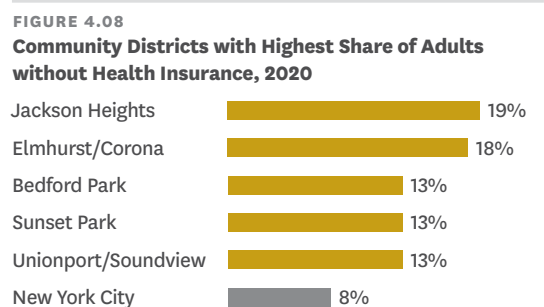 FIGURE 4.08
Community Districts with Highest Share of Adults
without Health Insurance, 2020
Jackson Heights 19%
Elmhurst/Corona 18%
Bedford Park 13%
Sunset Park 13%
Unionport/Soundview 13%
New York City 8%